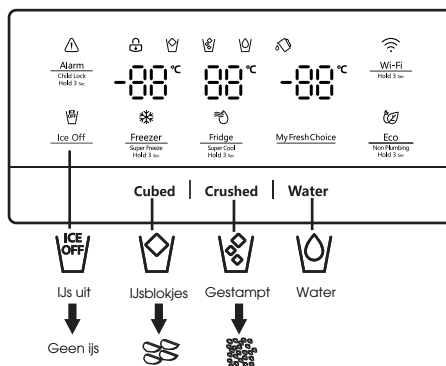 Alarm
Child Lock
Hold 3 Sec
-88°C 88°C -88°C
Wi-Fi
Hold 3 Sec
ICE OFF
Ice Off
Freezer
Super Freeze
Hold 3 Sec
Fridge
Super Cool
Hold 3 Sec
MyFreshChoice
Eco
Non Plumbing
Hold 3 Sec
Cubed | Crushed | Water
ICE
OFF
IJs uit IJsblokjes Gestampt Water
Geen ijs